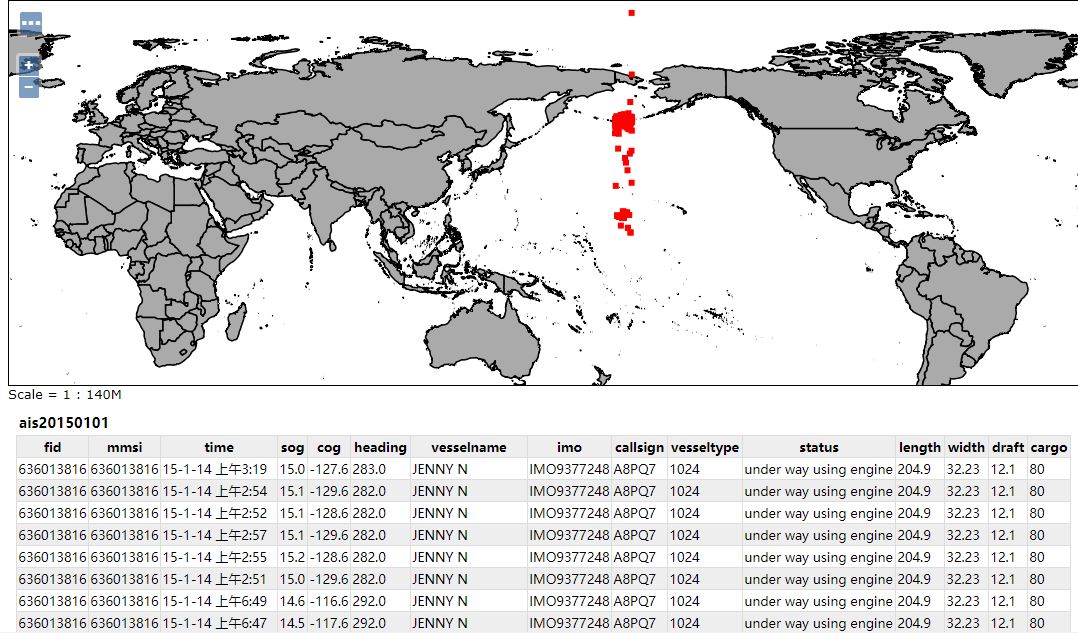 Scale = 1 : 140M
ais20150101
fid mmsi time sog cog heading vesselname imo callsign vesseltype status length width draft cargo
636013816 636013816 15-1-14 上午3:19 15.0 -127.6 283.0 JENNY N IMO9377248 A8PQ7 1024 under way using engine 204.9 32.23 12.1 80
636013816 636013816 15-1-14 上午2:54 15.1 -129.6 282.0 JENNY N IMO9377248 A8PQ7 1024 under way using engine 204.9 32.23 12.1 80
636013816 636013816 15-1-14 上午2:52 15.1 -128.6 282.0 JENNY N IMO9377248 A8PQ7 1024 under way using engine 204.9 32.23 12.1 80
636013816 636013816 15-1-14 上午2:57 15.1 -129.6 282.0 JENNY N IMO9377248 A8PQ7 1024 under way using engine 204.9 32.23 12.1 80
636013816 636013816 15-1-14 上午2:55 15.2 -128.6 282.0 JENNY N IMO9377248 A8PQ7 1024 under way using engine 204.9 32.23 12.1 80
636013816 636013816 15-1-14 上午2:51 15.0 -129.6 282.0 JENNY N IMO9377248 A8PQ7 1024 under way using engine 204.9 32.23 12.1 80
636013816 636013816 15-1-14 上午6:49 14.6 -116.6 292.0 JENNY N IMO9377248 A8PQ7 1024 under way using engine 204.9 32.23 12.1 80
636013816 636013816 15-1-14 上午6:47 14.5 -117.6 292.0 JENNY N IMO9377248 A8PQ7 1024 under way using engine 204.9 32.23 12.1 80